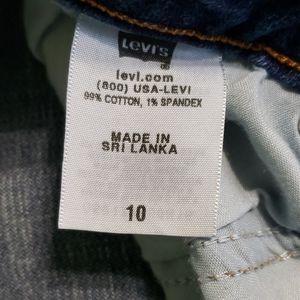 Levi's
levi.com
(800) USA-LEVI
99% COTTON, 1% SPANDEX
MADE IN
SRI LANKA
10